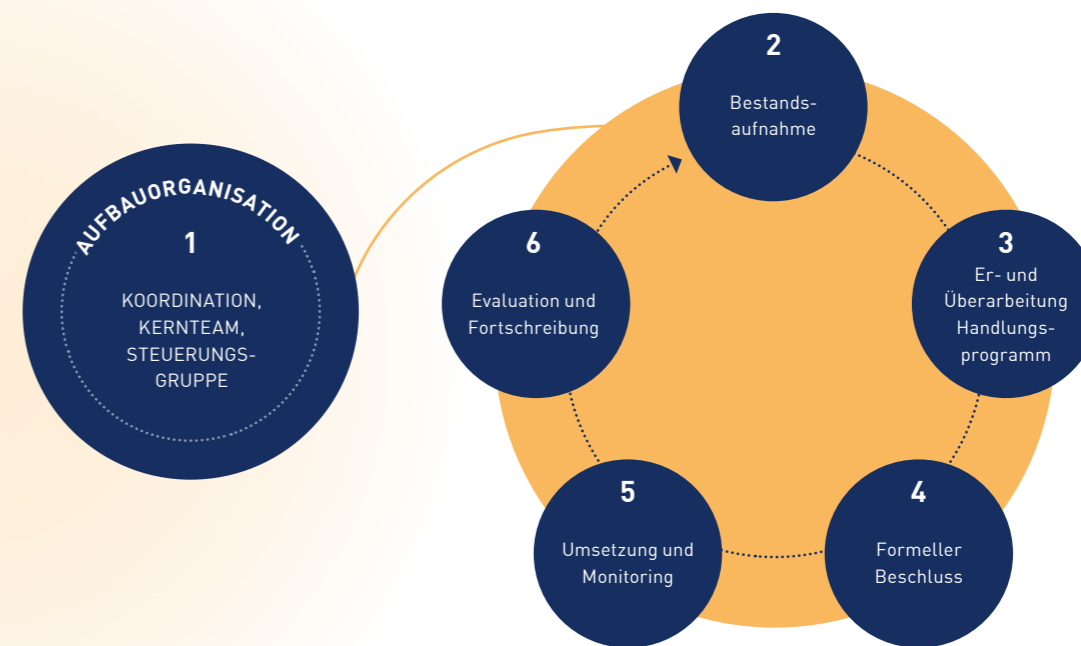 AUFBAUORGANISATION
1
KOORDINATION,
KERNTEAM,
STEUERUNGS-
GRUPPE
2
Bestands-
aufnahme
3
Er- und
Überarbeitung
Handlungs-
programm
4
Formeller
Beschluss
5
Umsetzung und
Monitoring
6
Evaluation und
Fortschreibung